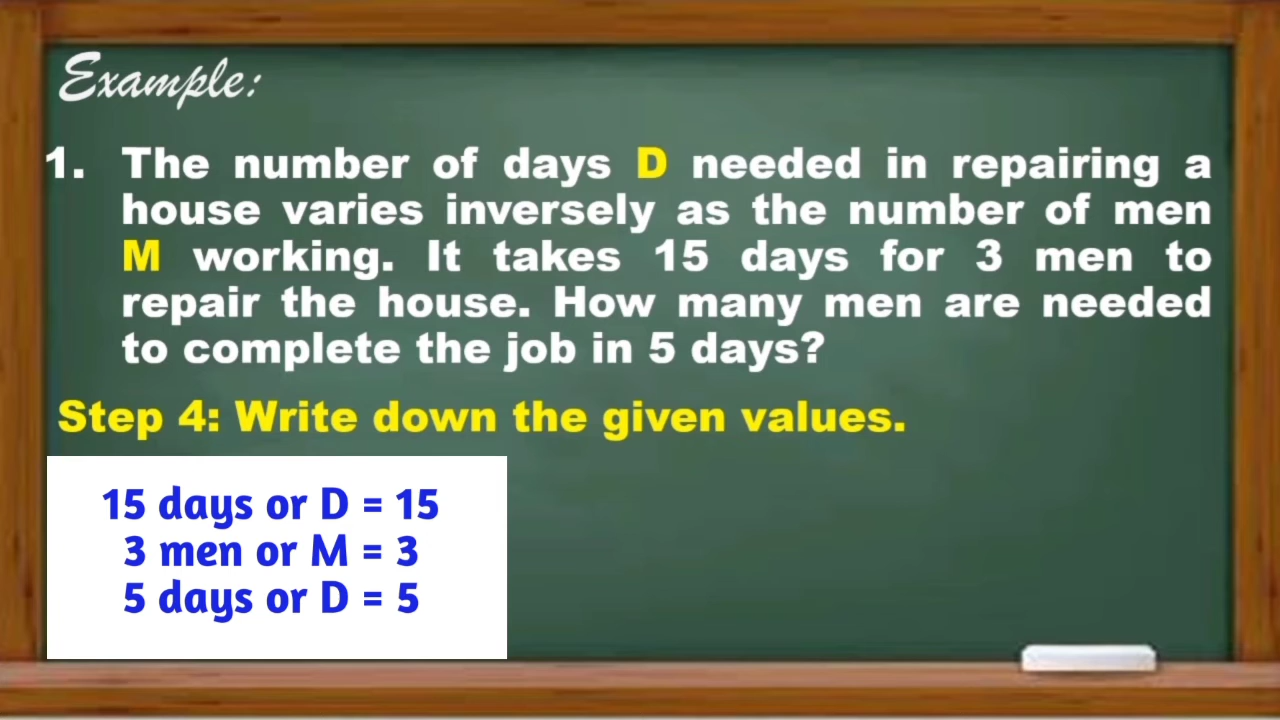 Example:
1. The number of days D needed in repairing a
house varies inversely as the number of men
M working. It takes 15 days for 3 men to
repair the house. How many men are needed
to complete the job in 5 days?
Step 4: Write down the given values.
15 days or D = 15
3 men or M = 3
5 days or D = 5